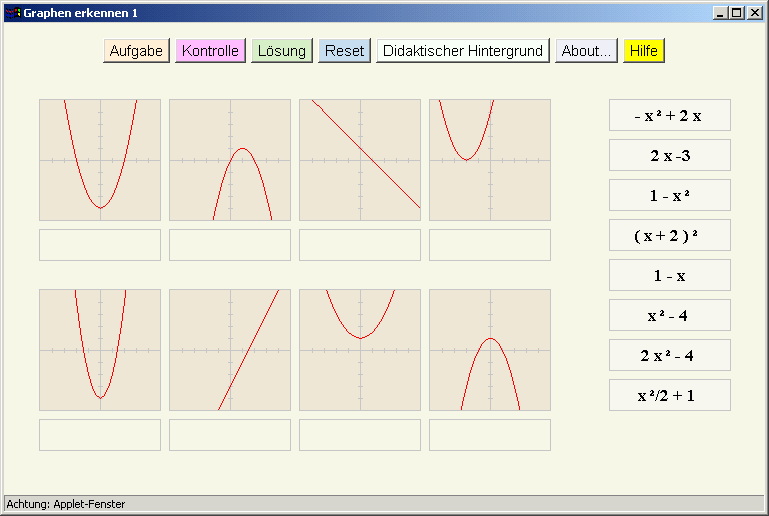 Graphen erkennen 1
Aufgabe Kontrolle Lösung Reset Didaktischer Hintergrund About... Hilfe
- x² + 2 x
2 x -3
1 - x²
( x + 2 )²
1 - x
x² - 4
2 x² - 4
x²/2 + 1
Achtung: Applet-Fenster